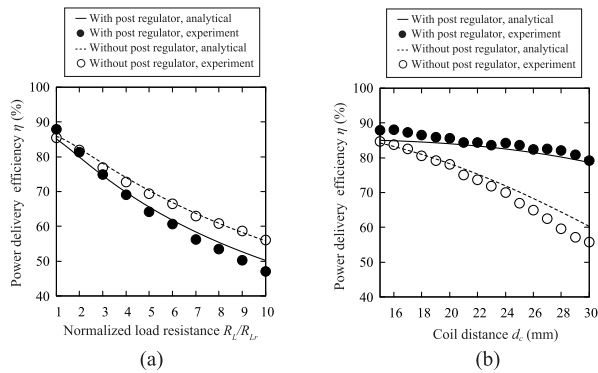 With post regulator, analytical
With post regulator, experiment
Without post regulator, analytical
Without post regulator, experiment
Power delivery efficiency η (%)
100
90
80
70
60
50
40
1 2 3 4 5 6 7 8 9 10
Normalized load resistance R_L/R_Lr
(a)
With post regulator, analytical
With post regulator, experiment
Without post regulator, analytical
Without post regulator, experiment
Power delivery efficiency η (%)
100
90
80
70
60
50
40
16 18 20 22 24 26 28 30
Coil distance d_c (mm)
(b)